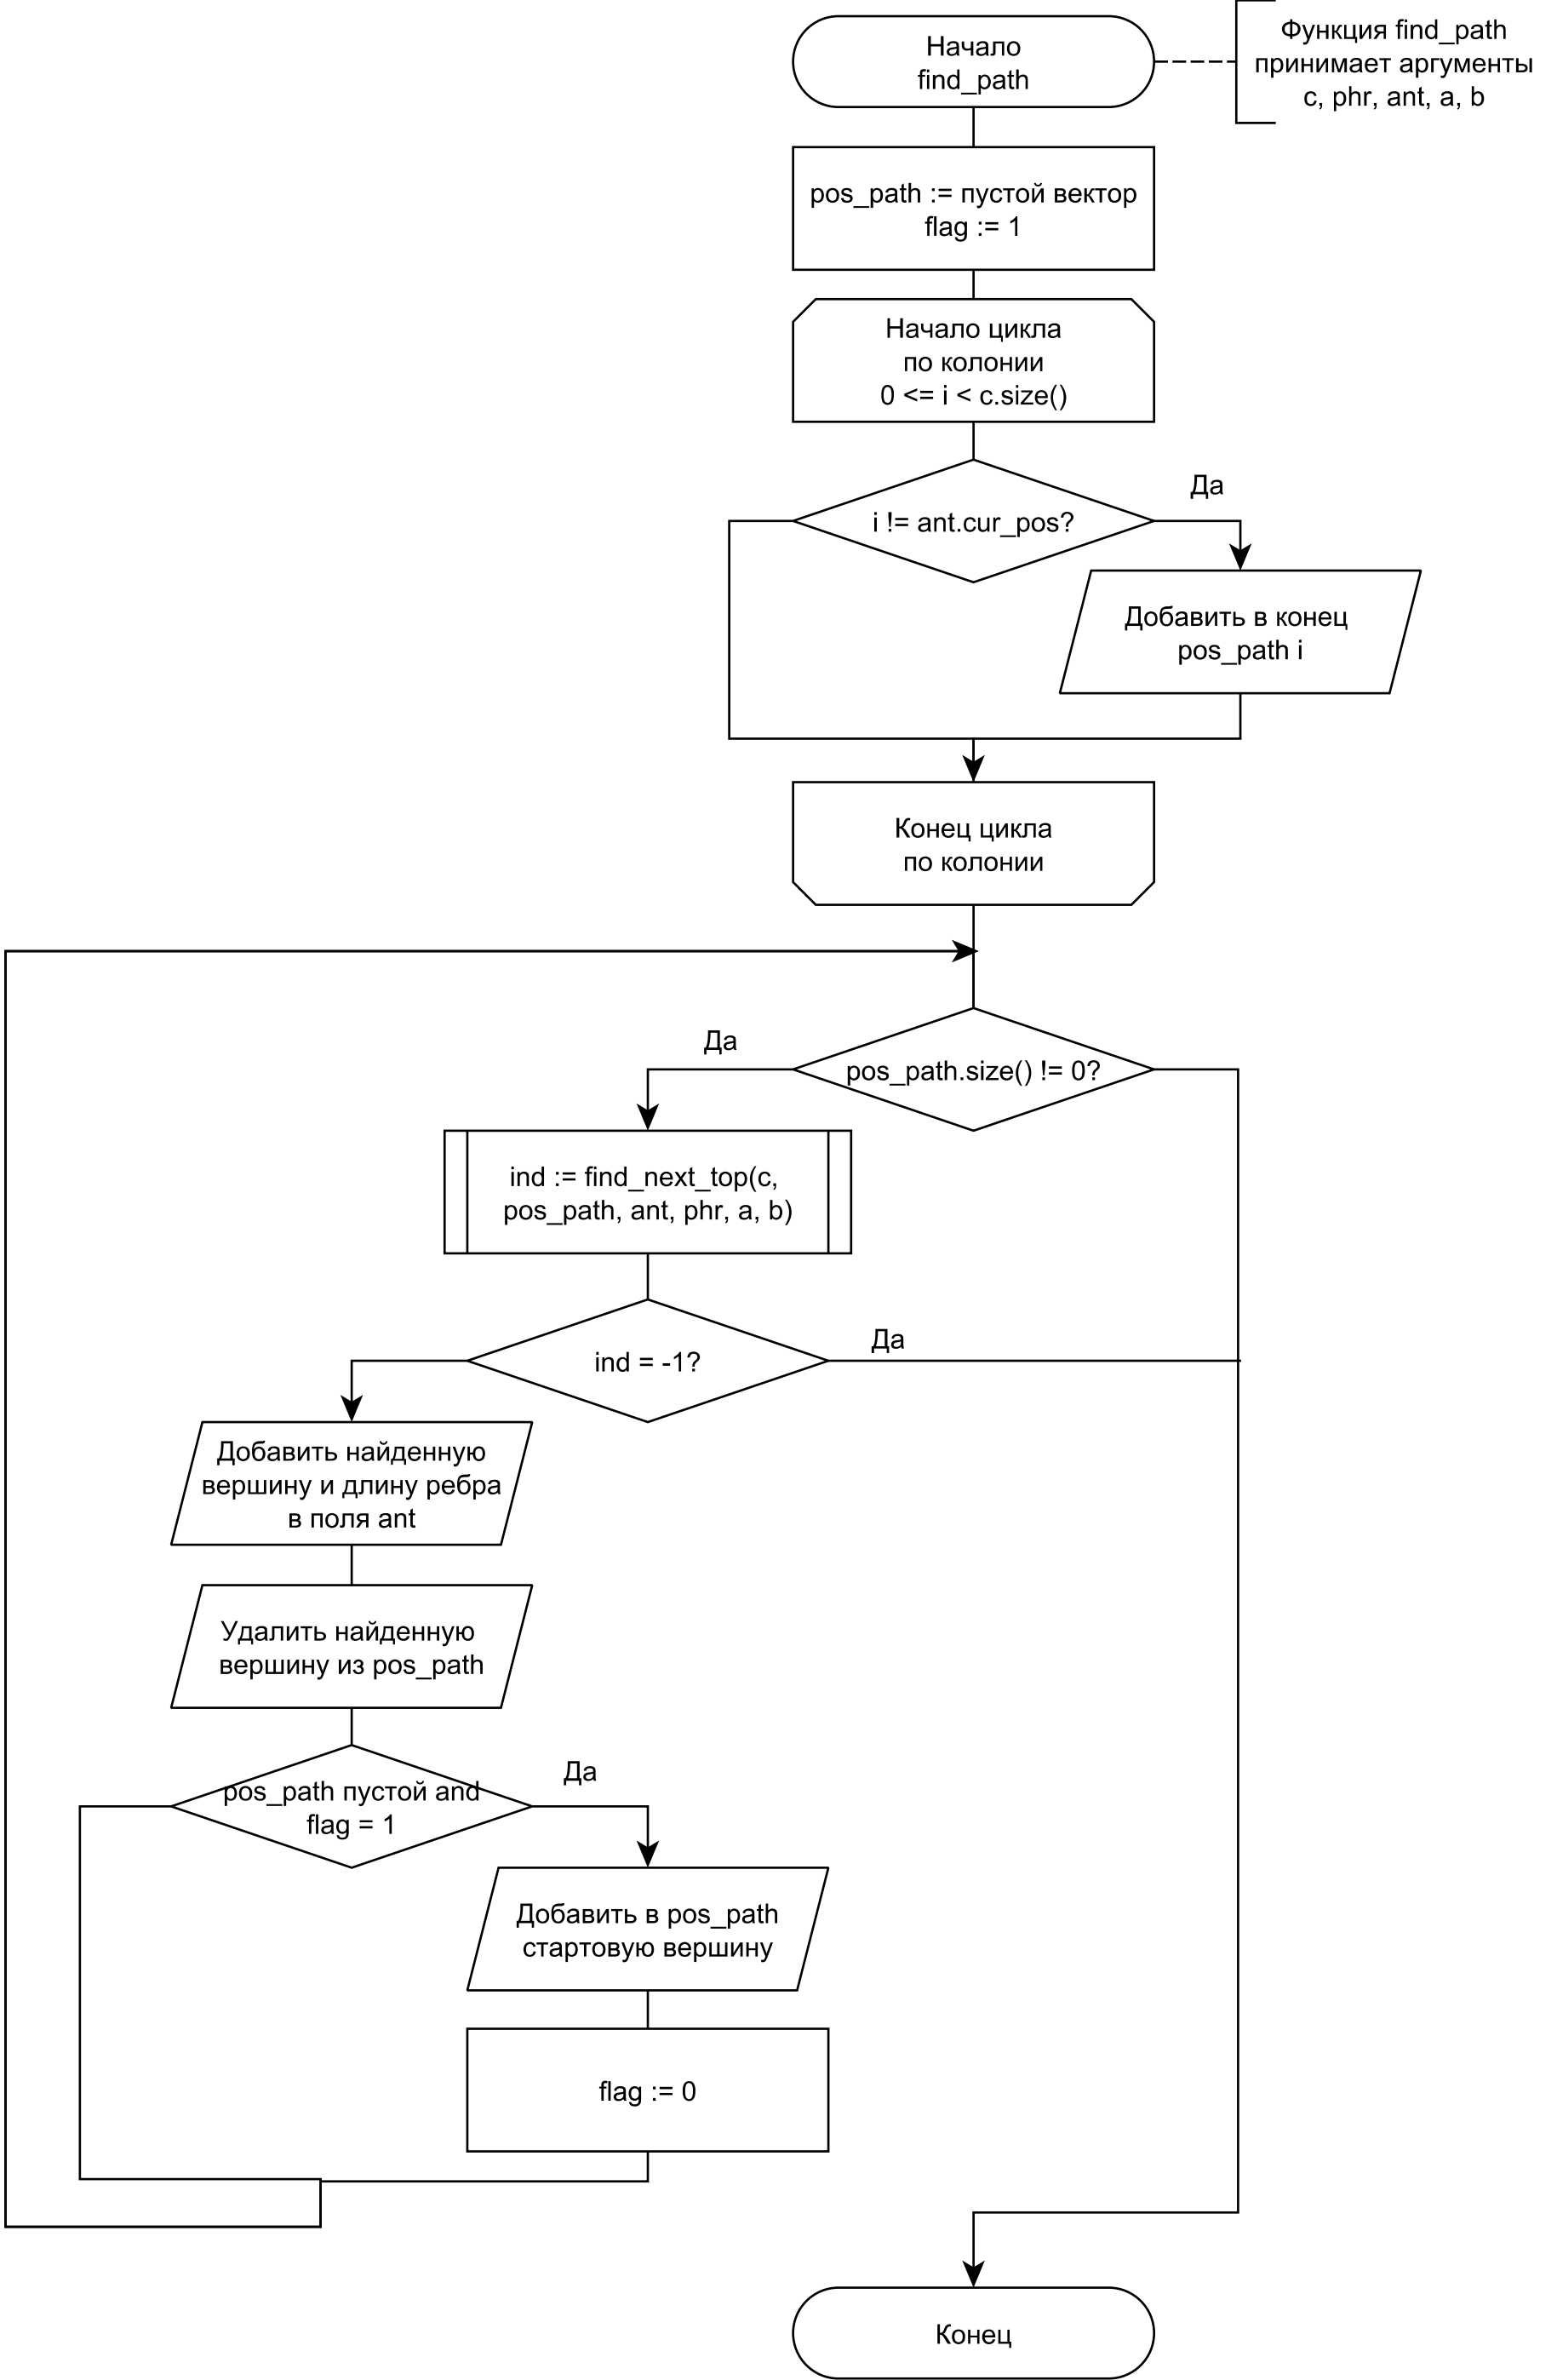 Начало
find_path
Функция find_path
принимает аргументы
c, phr, ant, a, b
pos_path := пустой вектор
flag := 1
Начало цикла
по колонии
0 <= i < c.size()
i != ant.cur_pos?
Да
Добавить в конец
pos_path i
Конец цикла
по колонии
pos_path.size() != 0?
Да
ind := find_next_top(c,
pos_path, ant, phr, a, b)
ind = -1?
Да
Добавить найденную
вершину и длину ребра
в поля ant
Удалить найденную
вершину из pos_path
pos_path пустой and
flag = 1
Да
Добавить в pos_path
стартовую вершину
flag := 0
Конец